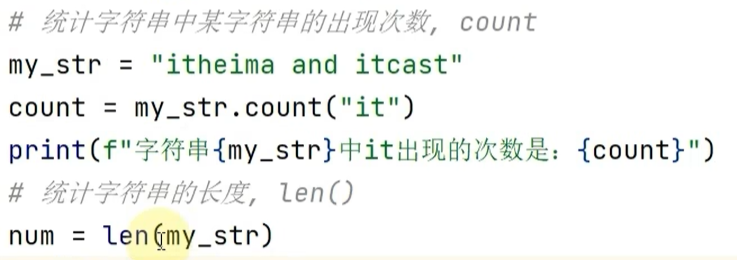 # 统计字符串中某字符串的出现次数, count
my_str = "itheima and itcast"
count = my_str.count("it")
print(f"字符串{my_str}中it出现的次数是：{count}")
# 统计字符串的长度, len()
num = len(my_str)